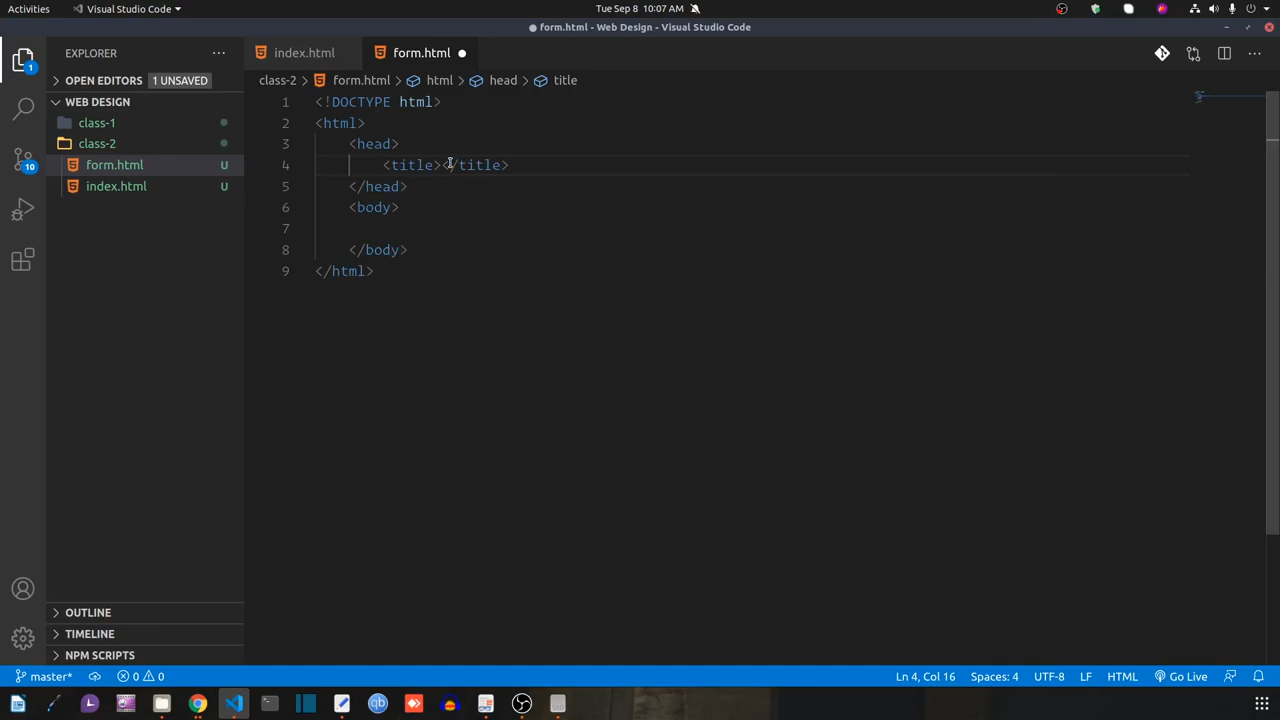 Activities
Visual Studio Code
Tue Sep 8 10:07 AM
form.html - Web Design - Visual Studio Code
EXPLORER
index.html
form.html
OPEN EDITORS 1 UNSAVED
class-2 form.html html head title
WEB DESIGN
class-1
class-2
form.html U
index.html U
1 <!DOCTYPE html>
2 <html>
3 <head>
4 <title></title>
5 </head>
6 <body>
7
8 </body>
9 </html>
1
10
OUTLINE
TIMELINE
NPM SCRIPTS
master* 0 0
Ln 4, Col 16 Spaces: 4 UTF-8 LF HTML Go Live
qb